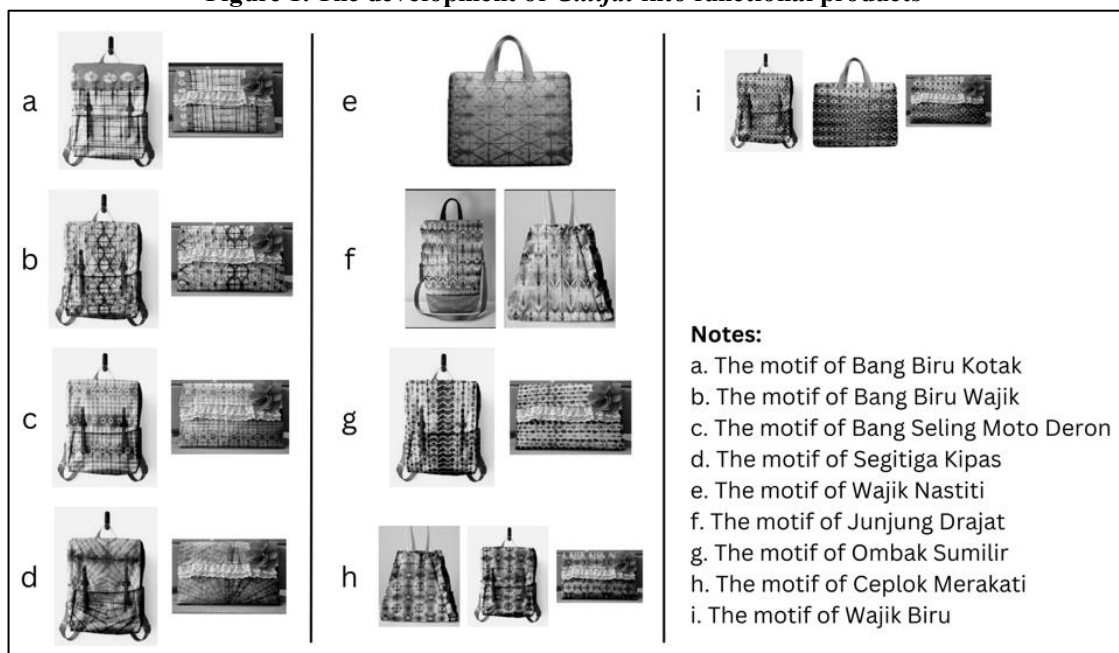 Figure The development of into functional products
a
b
c
d
e
f
g
h
i
Notes:
a. The motif of Bang Biru Kotak
b. The motif of Bang Biru Wajik
c. The motif of Bang Seling Moto Deron
d. The motif of Segitiga Kipas
e. The motif of Wajik Nastiti
f. The motif of Junjung Drajat
g. The motif of Ombak Sumilir
h. The motif of Ceplok Merakati
i. The motif of Wajik Biru